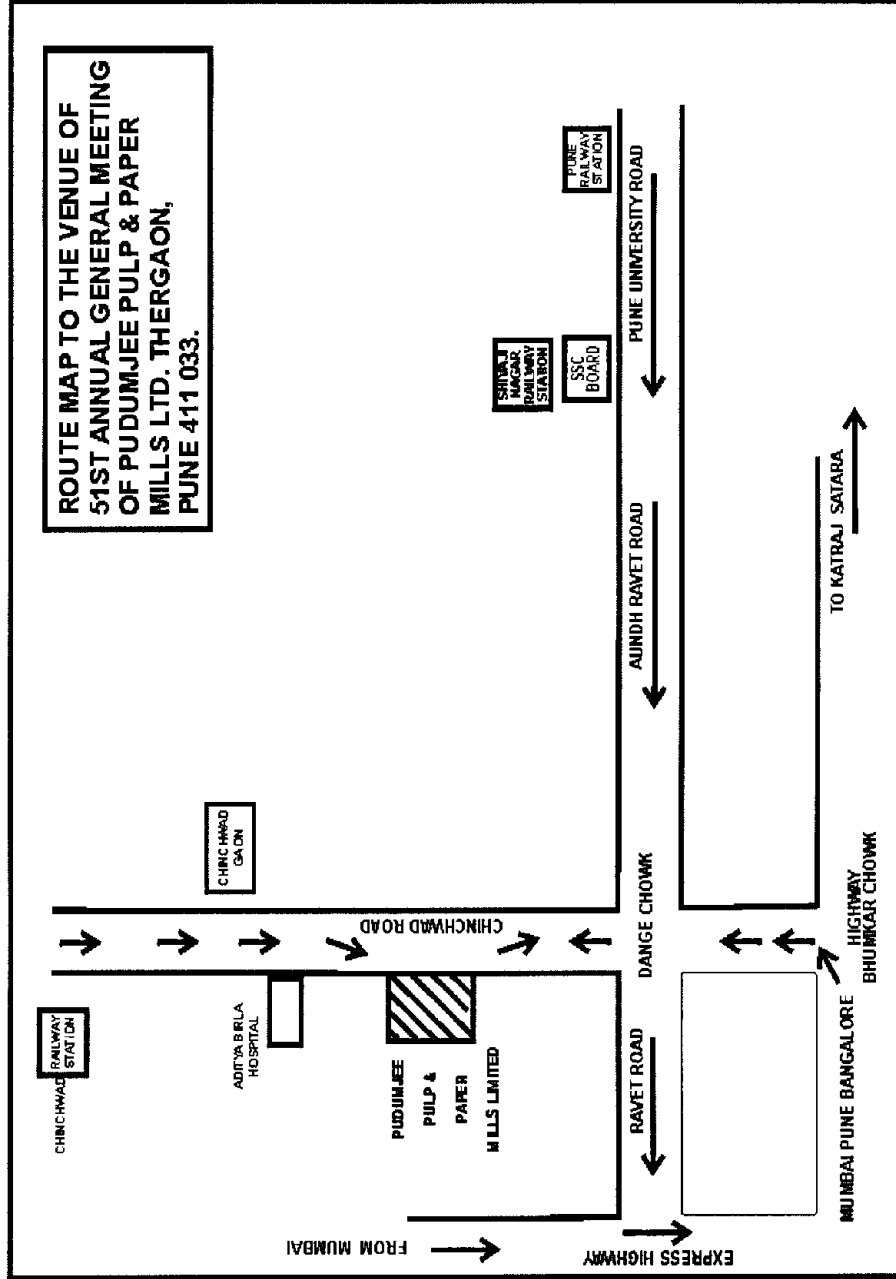 ROUTE MAP TO THE VENUE OF
51ST ANNUAL GENERAL MEETING
OF PUDUMJEE PULP & PAPER
MILLS LTD. THERGAON,
PUNE 411 033.
CHINCHWAD
RAILWAY
STATION
CHINCHWAD
GAON
ADITYA BIRLA
HOSPITAL
CHINCHWAD ROAD
PUDUMJEE
PULP &
PAPER
MILLS LIMITED
SHIVAJI
NAGAR
RAILWAY
STATION
SSC
BOARD
PUNE
RAILWAY
STATION
FROM MUMBAI
EXPRESS HIGHWAY
RAVET ROAD
DANGE CHOWK
AUNDH RAVET ROAD
PUNE UNIVERSITY ROAD
MUMBAI PUNE BANGALORE
HIGHWAY
BHUMKAR CHOWK
TO KATRAJ SATARA